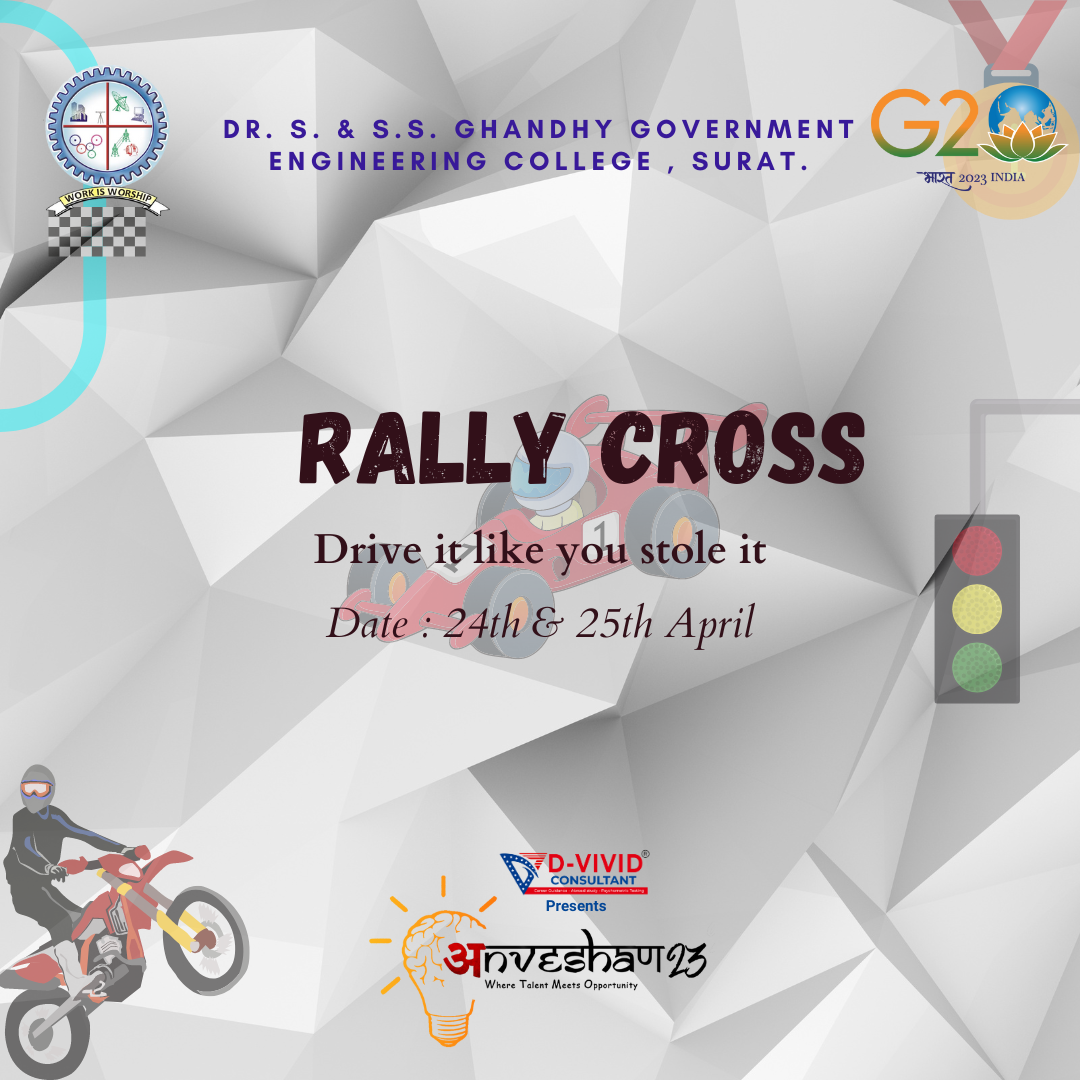 DR. S. & S.S. GHANDHY GOVERNMENT
ENGINEERING COLLEGE , SURAT.
WORK IS WORSHIP
G20
भारत 2023 INDIA
RALLY CROSS
1
Drive it like you stole it
Date : 24th & 25th April
D-VIVID®
CONSULTANT
Presents
अnveshaण23
Where Talent Meets Opportunity